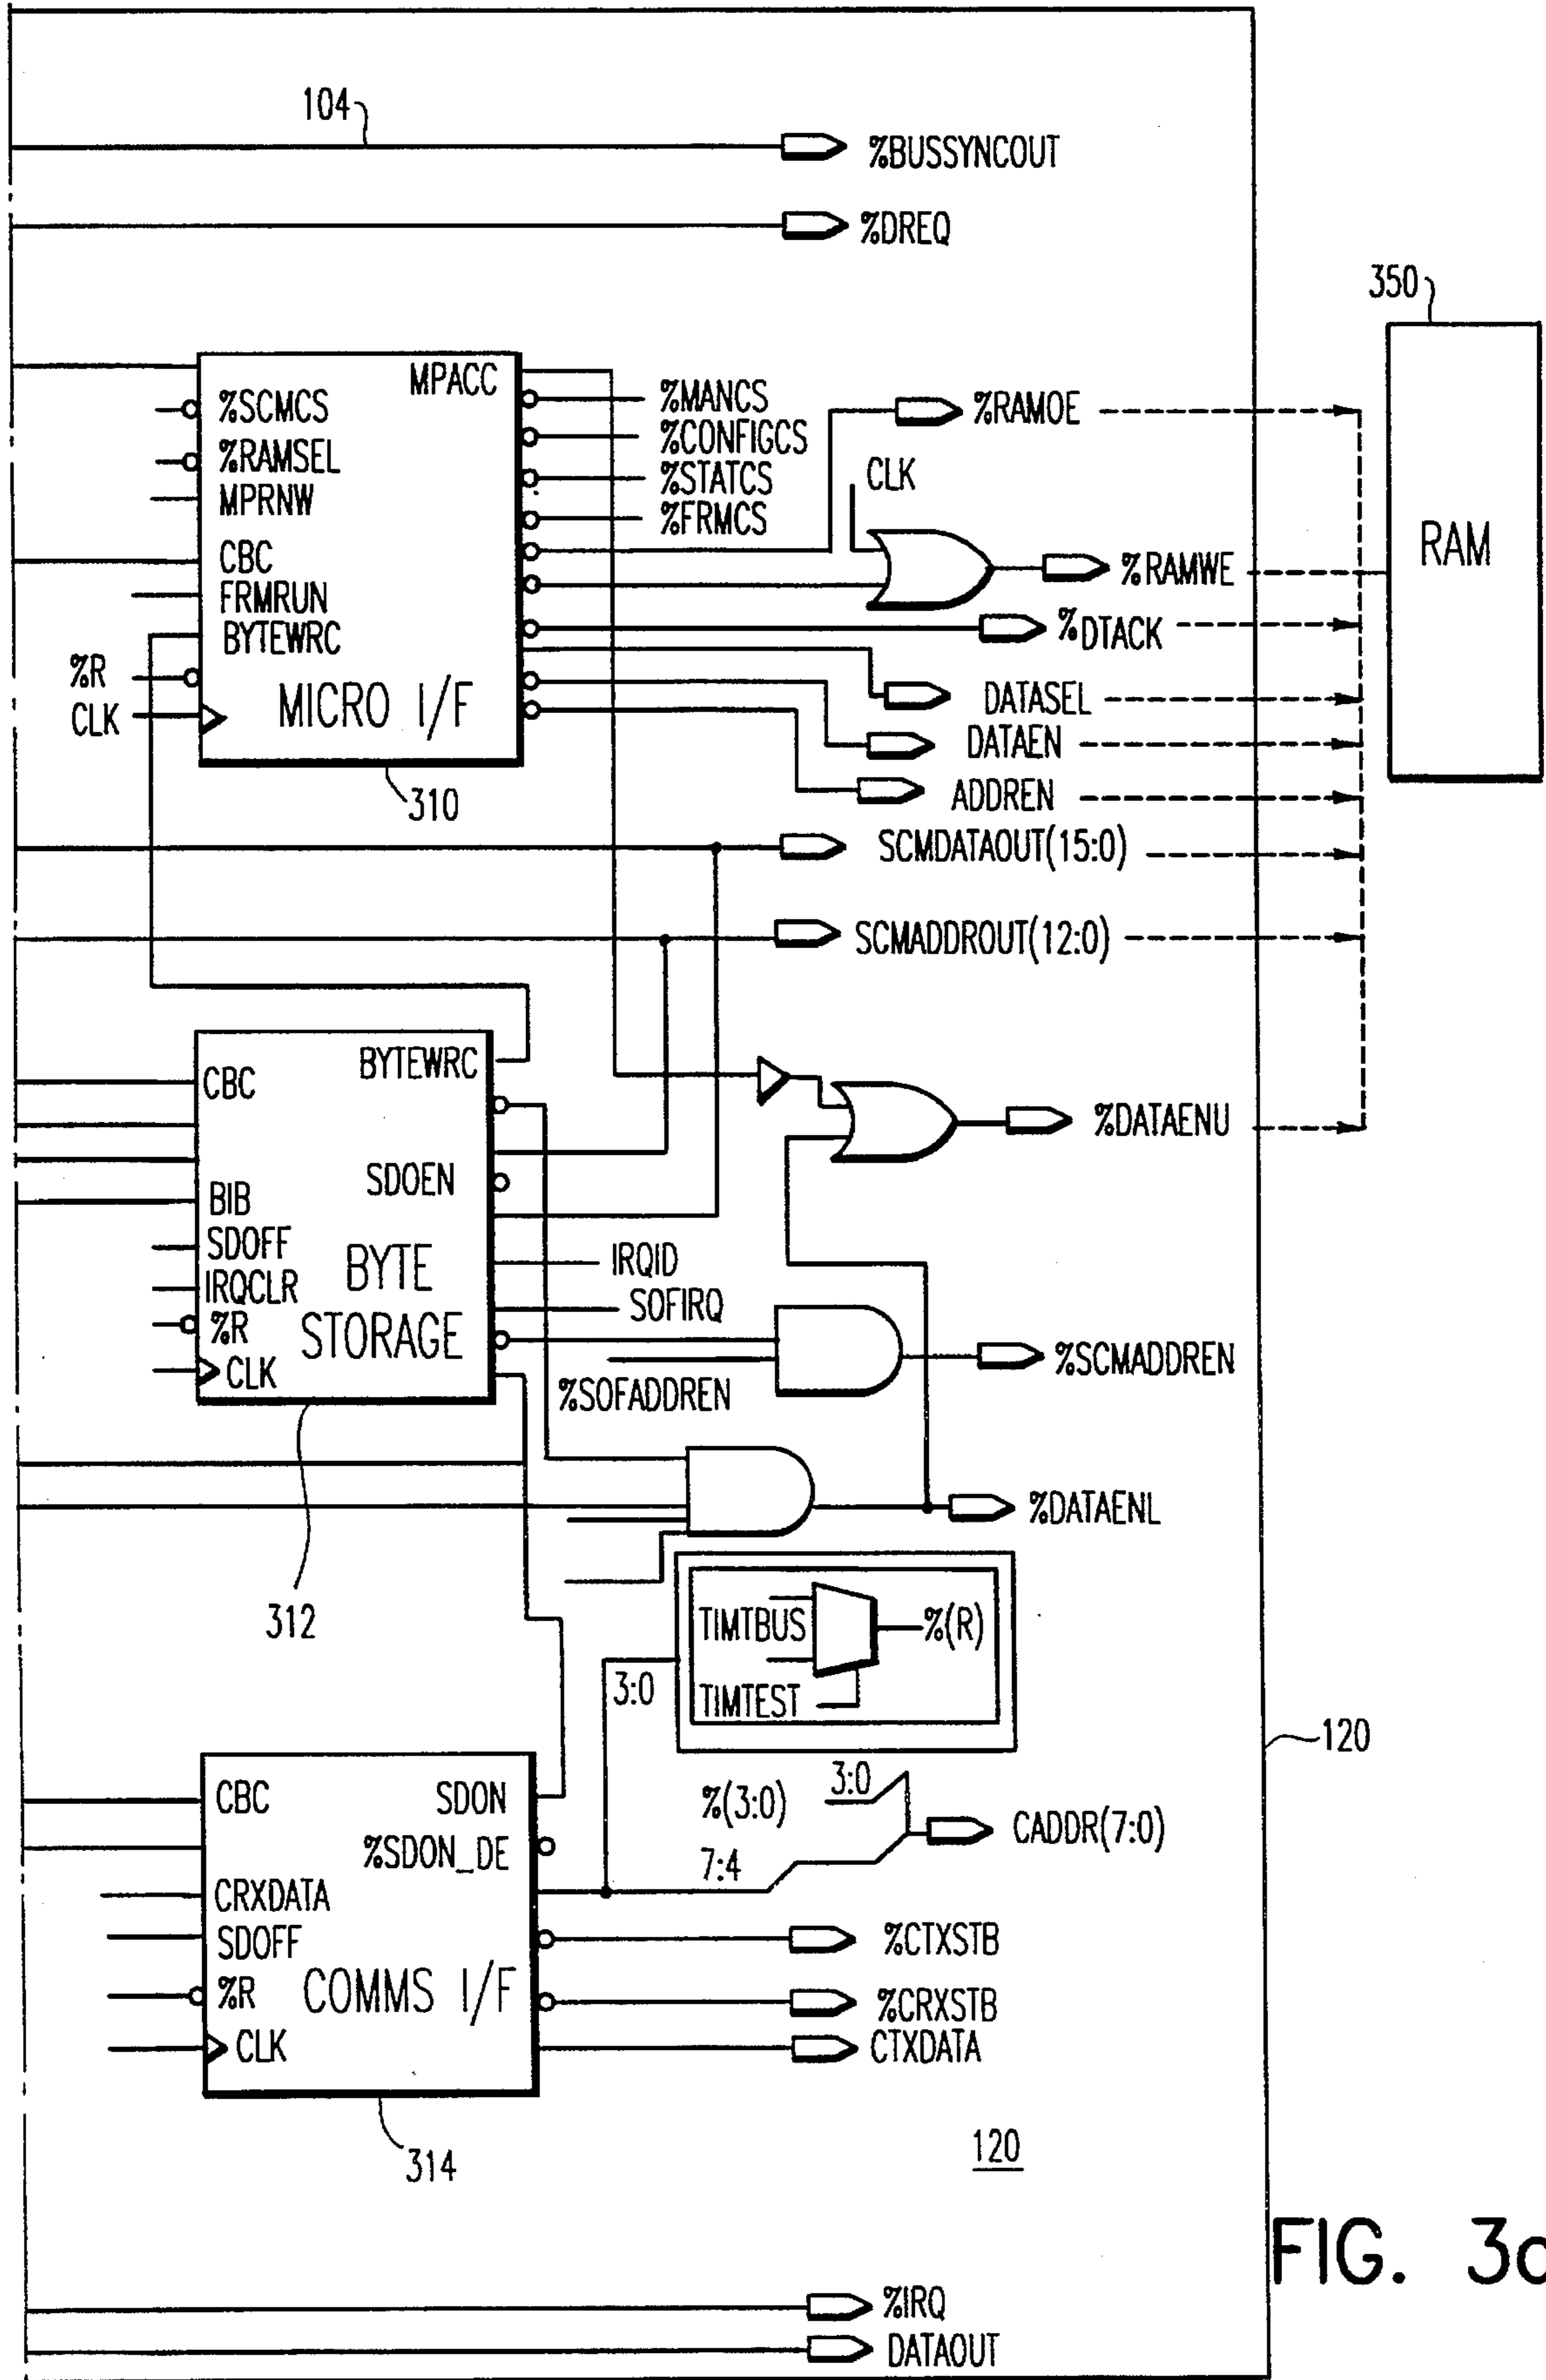 104
%BUSSYNCOUT
%DREQ
350
RAM
MPACC
%SCMCS
%RAMSEL
MPRNW
CBC
FRMRUN
BYTEWRC
%R
CLK
MICRO I/F
310
%MANCS
%CONFIGCS
%STATCS
%FRMCS
%RAMOE
CLK
%RAMWE
%DTACK
DATASEL
DATAEN
ADDREN
SCMDATAOUT(15:0)
SCMADDROUT(12:0)
BYTEWRC
CBC
SDOEN
BIB
SDOFF
IRQCLR
%R
CLK
BYTE
STORAGE
312
IRQID
SOFIRQ
%SOFADDREN
%DATAENU
%SCMADDREN
%DATAENL
TIMTBUS
%(R)
TIMTEST
3:0
120
CBC
SDON
%SDON_DE
CRXDATA
SDOFF
%R
CLK
COMMS I/F
314
%(3:0)
3:0
7:4
CADDR(7:0)
%CTXSTB
%CRXSTB
CTXDATA
120
%IRQ
DATAOUT
FIG. 3